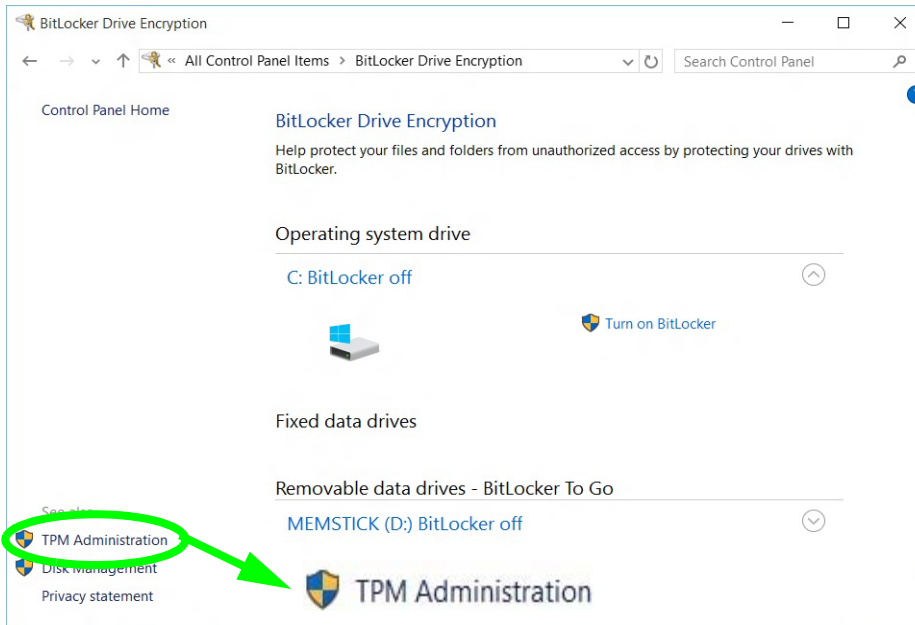 BitLocker Drive Encryption
« All Control Panel Items > BitLocker Drive Encryption
Search Control Panel
Control Panel Home
BitLocker Drive Encryption
Help protect your files and folders from unauthorized access by protecting your drives with
BitLocker.
Operating system drive
C: BitLocker off
Turn on BitLocker
Fixed data drives
Removable data drives - BitLocker To Go
MEMSTICK (D:) BitLocker off
See also
TPM Administration
Disk Management
Privacy statement
TPM Administration